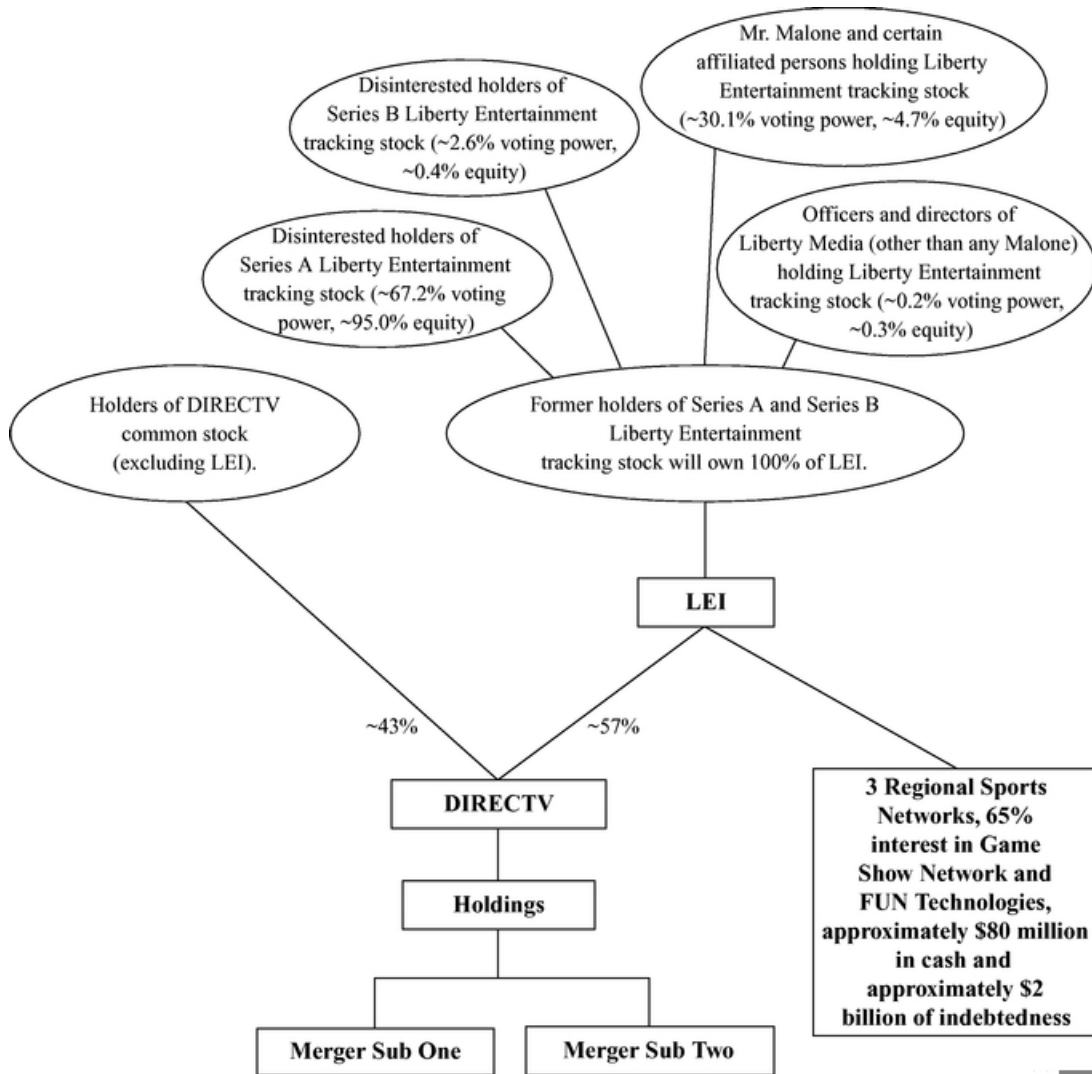 Mr. Malone and certain
affiliated persons holding Liberty
Entertainment tracking stock
(~30.1% voting power, ~4.7% equity)
Disinterested holders of
Series B Liberty Entertainment
tracking stock (~2.6% voting power,
~0.4% equity)
Officers and directors of
Liberty Media (other than any Malone)
holding Liberty Entertainment
tracking stock (~0.2% voting power,
~0.3% equity)
Disinterested holders of
Series A Liberty Entertainment
tracking stock (~67.2% voting
power, ~95.0% equity)
Holders of DIRECTV
common stock
(excluding LEI).
Former holders of Series A and Series B
Liberty Entertainment
tracking stock will own 100% of LEI.
LEI
~43%
~57%
DIRECTV
3 Regional Sports
Networks, 65%
interest in Game
Show Network and
FUN Technologies,
approximately $80 million
in cash and
approximately $2
billion of indebtedness
Holdings
Merger Sub One
Merger Sub Two